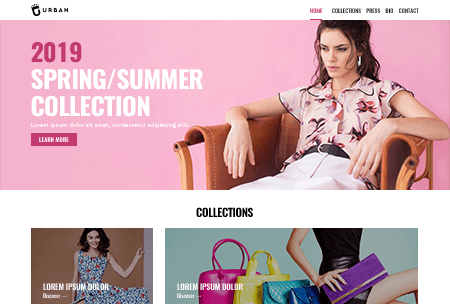 URBAN
HOME COLLECTIONS PRESS BIO CONTACT
2019
SPRING/SUMMER
COLLECTION
Lorem ipsum dolor sit amet, consectetur adipisicing elit.
LEARN MORE
COLLECTIONS
LOREM IPSUM DOLOR
Discover →
LOREM IPSUM DOLOR
Discover →